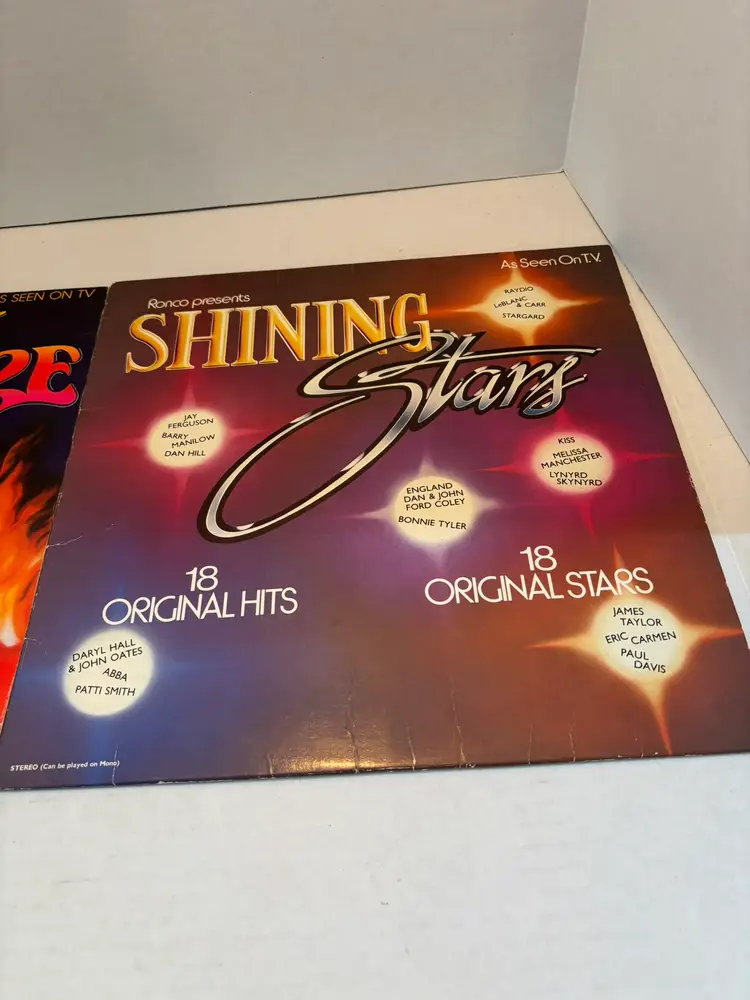 S SEEN ON TV
RE
Ronco presents
As Seen On T.V.
SHINING
Stars
RAYDIO
LeBLANC
& CARR
STARGARD
JAY
FERGUSON
BARRY
MANILOW
DAN HILL
KISS
MELISSA
MANCHESTER
LYNYRD
SKYNYRD
ENGLAND
DAN & JOHN
FORD COLEY
BONNIE TYLER
18
ORIGINAL HITS
18
ORIGINAL STARS
DARYL HALL
& JOHN OATES
ABBA
PATTI SMITH
JAMES
TAYLOR
ERIC CARMEN
PAUL
DAVIS
STEREO (Can be played on Mono)